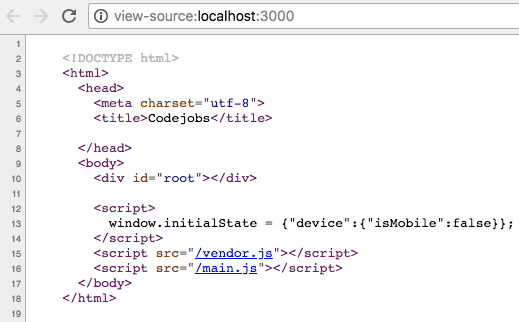 view-source:localhost:3000
1
2 <!DOCTYPE html>
3 <html>
4 <head>
5 <meta charset="utf-8">
6 <title>Codejobs</title>
7
8 </head>
9 <body>
10 <div id="root"></div>
11
12 <script>
13 window.initialState = {"device":{"isMobile":false}};
14 </script>
15 <script src="/vendor.js"></script>
16 <script src="/main.js"></script>
17 </body>
18 </html>
19